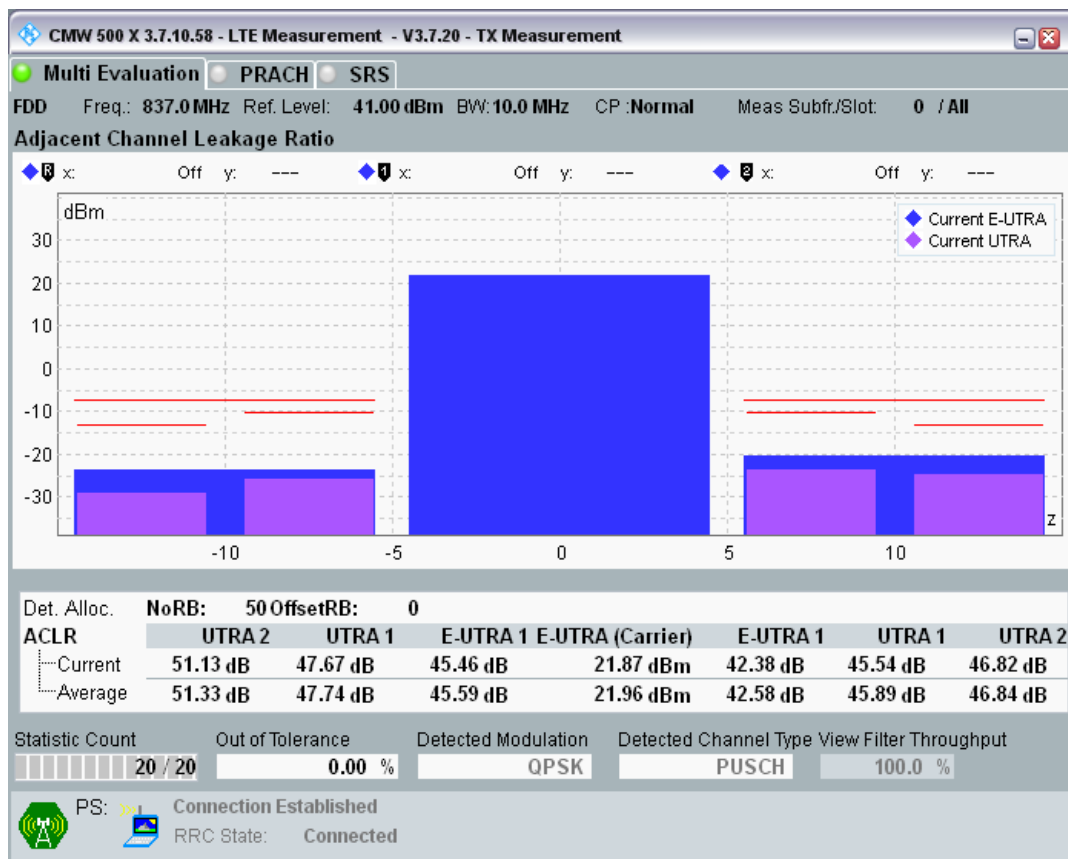 CMW 500 X 3.7.10.58 - LTE Measurement - V3.7.20 - TX Measurement
Multi Evaluation PRACH SRS
FDD Freq.: 837.0 MHz Ref. Level: 41.00 dBm BW: 10.0 MHz CP :Normal Meas Subfr./Slot: 0 / All
Adjacent Channel Leakage Ratio
R x: Off y: --- 1 x: Off y: --- 2 x: Off y: ---
dBm
Current E-UTRA
Current UTRA
30
20
10
0
-10
-20
-30
z
-10 -5 0 5 10
Det. Alloc. NoRB: 50 OffsetRB: 0
ACLR UTRA 2 UTRA 1 E-UTRA 1 E-UTRA (Carrier) E-UTRA 1 UTRA 1 UTRA 2
Current 51.13 dB 47.67 dB 45.46 dB 21.87 dBm 42.38 dB 45.54 dB 46.82 dB
Average 51.33 dB 47.74 dB 45.59 dB 21.96 dBm 42.58 dB 45.89 dB 46.84 dB
Statistic Count Out of Tolerance Detected Modulation Detected Channel Type View Filter Throughput
20 / 20 0.00 % QPSK PUSCH 100.0 %
PS: Connection Established
RRC State: Connected